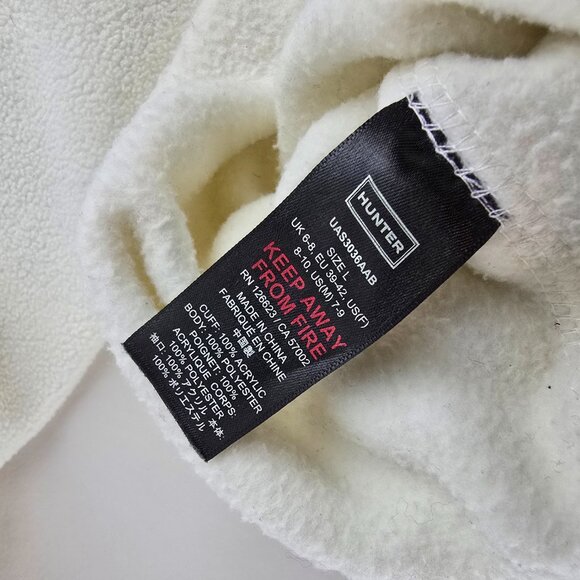 HUNTER
UAS3036AAB
SIZE L
UK 6-8, EU 39-42, US(F)
8-10, US(M) 7-9
KEEP AWAY
FROM FIRE
RN 126623 / CA 57002
MADE IN CHINA
FABRIQUÉ EN CHINE
中国製
CUFF: 100% ACRYLIC
BODY: 100% POLYESTER
POIGNET: 100%
ACRYLIQUE CORPS:
100% POLYESTER
袖口 100% アクリル 本体:
100% ポリエステル